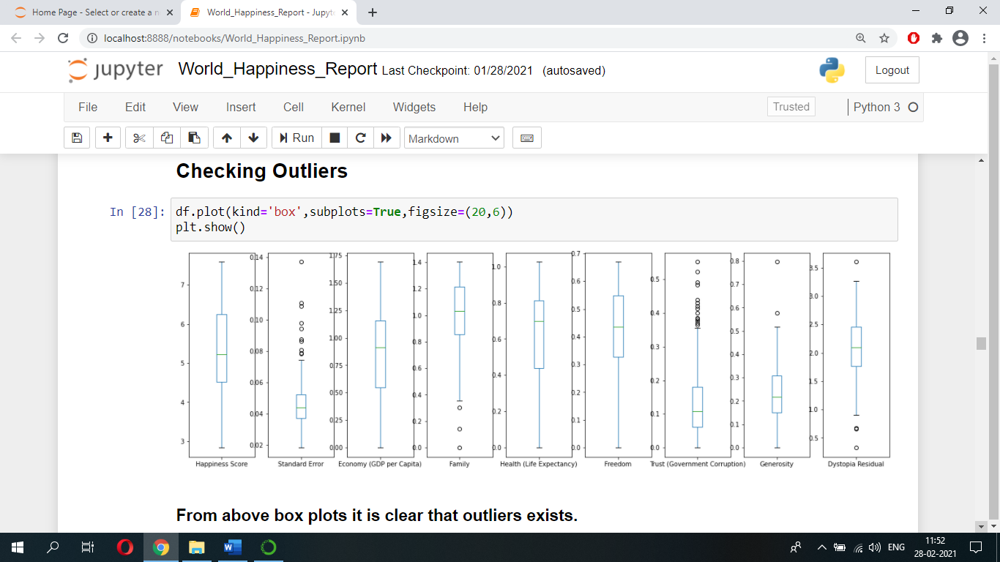 Home Page - Select or create a n
World_Happiness_Report - Jupyte
localhost:8888/notebooks/World_Happiness_Report.ipynb
jupyter World_Happiness_Report Last Checkpoint: 01/28/2021 (autosaved)
Logout
File Edit View Insert Cell Kernel Widgets Help
Trusted
Python 3
Run
Markdown
Checking Outliers
In [28]: df.plot(kind='box',subplots=True,figsize=(20,6))
plt.show()
7
6
5
4
3
Happiness Score
0.14
0.12
0.10
0.08
0.06
0.04
0.02
Standard Error
1.75
1.50
1.25
1.00
0.75
0.50
0.25
0.00
Economy (GDP per Capita)
1.4
1.2
1.0
0.8
0.6
0.4
0.2
0.0
Family
1.0
0.8
0.6
0.4
0.2
0.0
Health (Life Expectancy)
0.7
0.6
0.5
0.4
0.3
0.2
0.1
0.0
Freedom
0.5
0.4
0.3
0.2
0.1
0.0
Trust (Government Corruption)
0.8
0.7
0.6
0.5
0.4
0.3
0.2
0.1
0.0
Generosity
3.5
3.0
2.5
2.0
1.5
1.0
0.5
Dystopia Residual
From above box plots it is clear that outliers exists.
ENG
11:52
28-02-2021